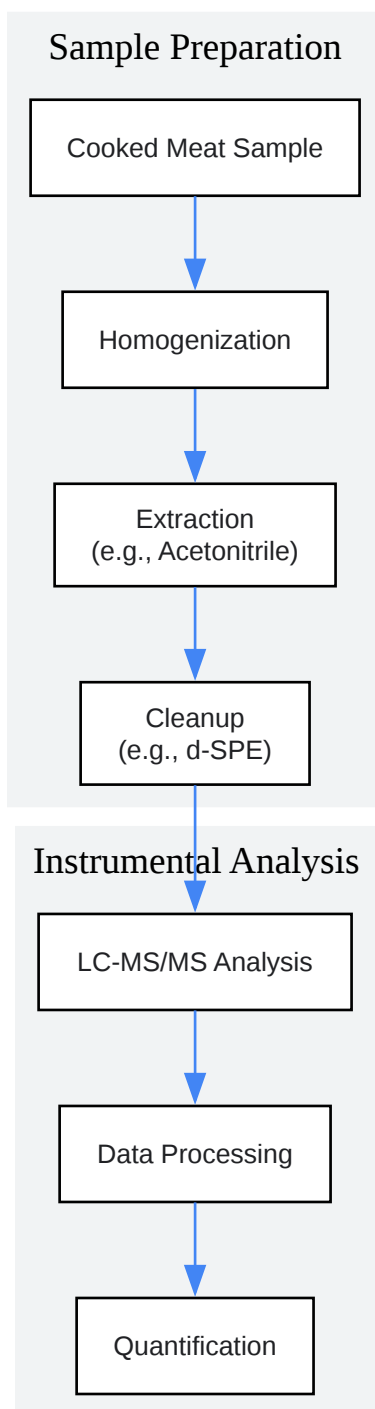 Sample Preparation
Cooked Meat Sample
Homogenization
Extraction
(e.g., Acetonitrile)
Cleanup
(e.g., d-SPE)
Instrumental Analysis
LC-MS/MS Analysis
Data Processing
Quantification